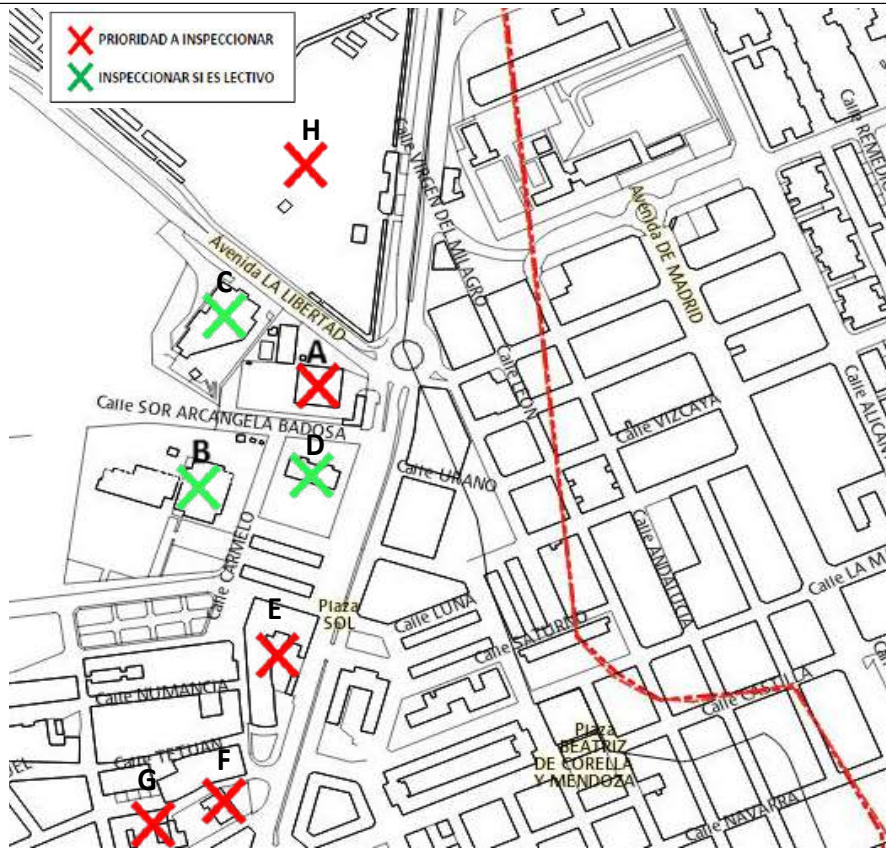 PRIORIDAD A INSPECCIONAR
INSPECCIONAR SI ES LECTIVO
H
Calle VIRGEN DEL MILAGRO
Avenida DE MADRID
Avenida LA LIBERTAD
C
A
Calle LEON
Calle SOR ARCANGELA BADOSA
Calle VIZCAYA
B
D
Calle URANO
Calle CARMELO
Calle ANDALUCIA
E
Plaza
SOL
Calle LUNA
Calle SATURNO
Calle NUMANCIA
Calle CASTILLA
Plaza
BEATRIZ
DE CORELLA
Y MENDOZA
Calle TETUAN
F
G
Calle NAVARRA